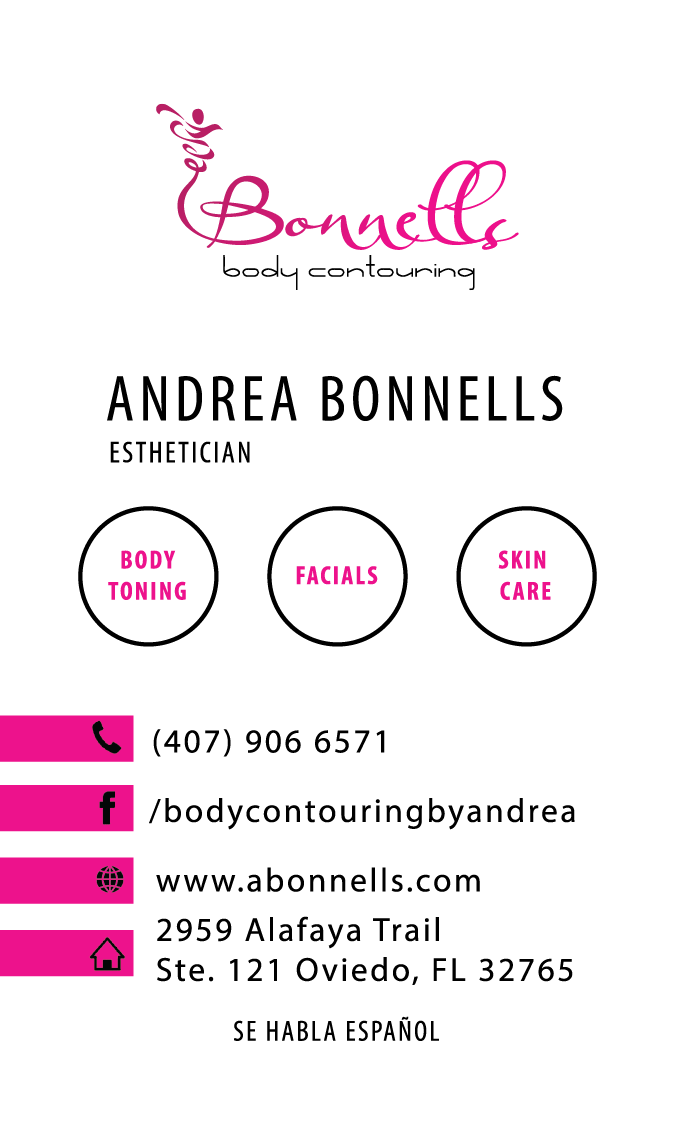 Bonnells
body contouring
ANDREA BONNELLS
ESTHETICIAN
BODY
TONING
FACIALS
SKIN
CARE
(407) 906 6571
/bodycontouringbyandrea
www.abonnells.com
2959 Alafaya Trail
Ste. 121 Oviedo, FL 32765
SE HABLA ESPAÑOL